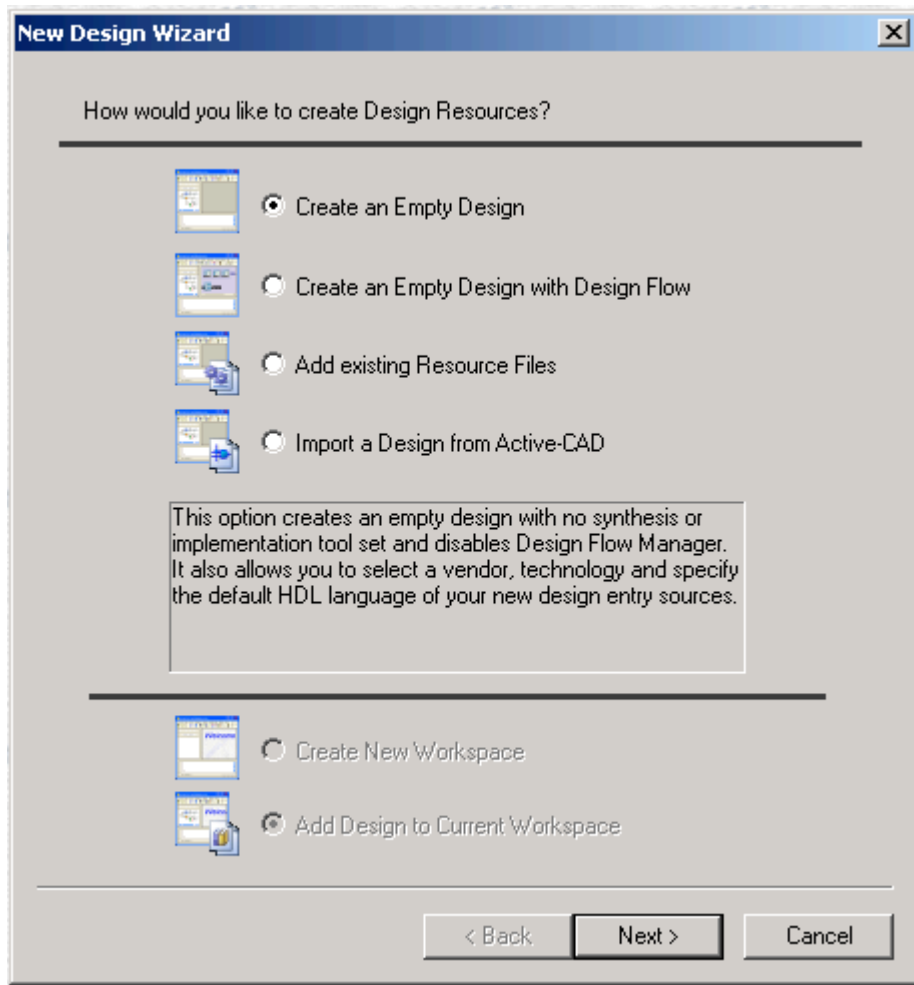 New Design Wizard
How would you like to create Design Resources?
Create an Empty Design
Create an Empty Design with Design Flow
Add existing Resource Files
Import a Design from Active-CAD
This option creates an empty design with no synthesis or
implementation tool set and disables Design Flow Manager.
It also allows you to select a vendor, technology and specify
the default HDL language of your new design entry sources.
Create New Workspace
Add Design to Current Workspace
< Back
Next >
Cancel